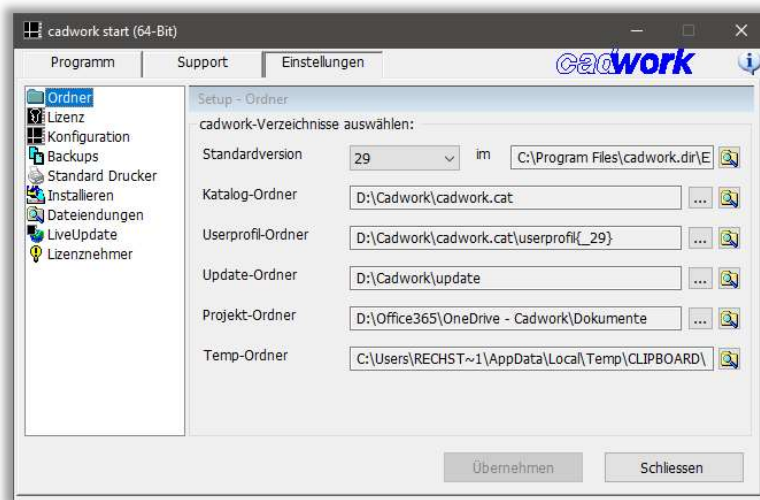 cadwork start (64-Bit)
Programm Support Einstellungen cadwork
Ordner
Lizenz
Konfiguration
Backups
Standard Drucker
Installieren
Dateiendungen
LiveUpdate
Lizenznehmer
Setup - Ordner
cadwork-Verzeichnisse auswählen:
Standardversion 29 im C:\Program Files\cadwork.dir\E
Katalog-Ordner D:\Cadwork\cadwork.cat ...
Userprofil-Ordner D:\Cadwork\cadwork.cat\userprofil{_29} ...
Update-Ordner D:\Cadwork\update ...
Projekt-Ordner D:\Office365\OneDrive - Cadwork\Dokumente ...
Temp-Ordner C:\Users\RECHST~1\AppData\Local\Temp\CLIPBOARD\
Übernehmen Schliessen